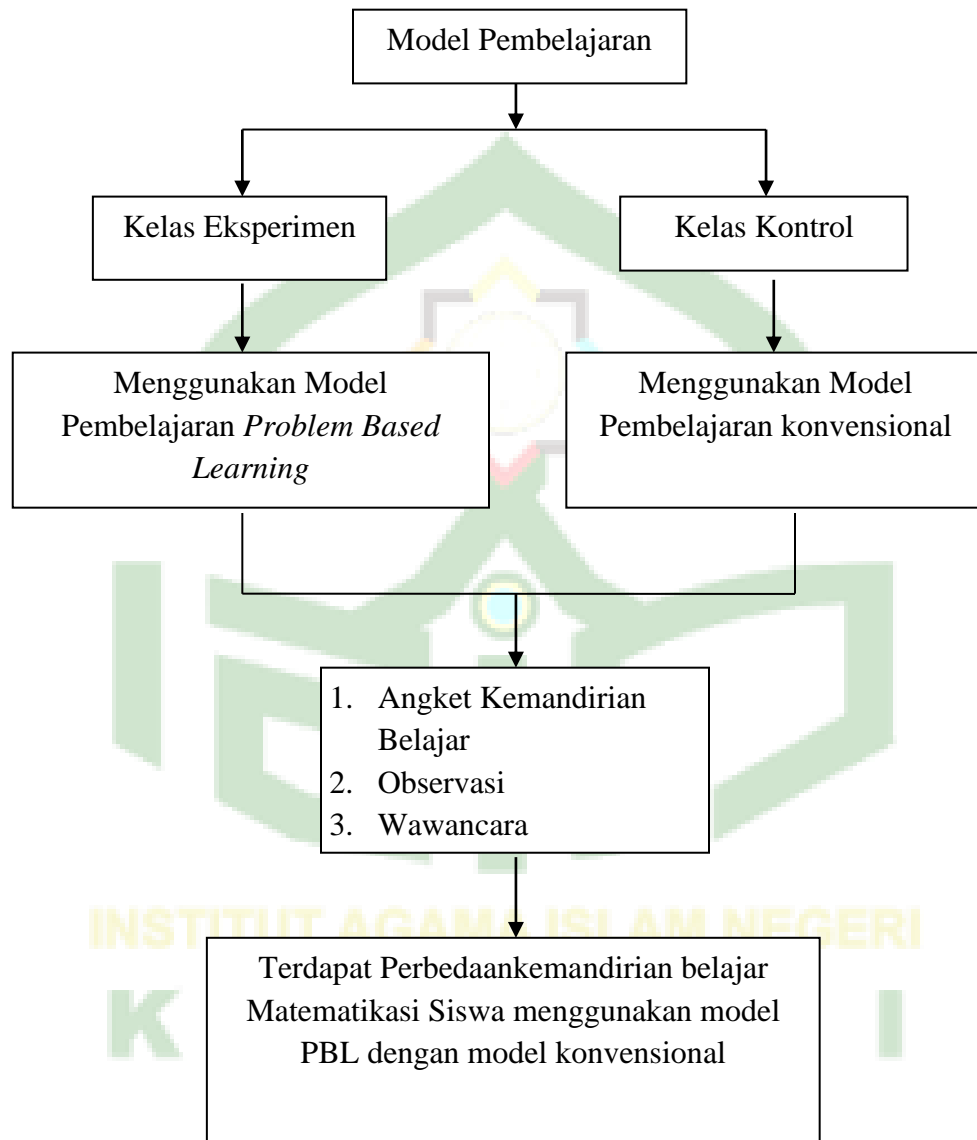 Model Pembelajaran
Kelas Eksperimen
Kelas Kontrol
Menggunakan Model
Pembelajaran Problem Based
Learning
Menggunakan Model
Pembelajaran konvensional
1. Angket Kemandirian
Belajar
2. Observasi
3. Wawancara
INSTITUT AGAMA ISLAM NEGERI
Terdapat Perbedaankemandirian belajar
Matematikasi Siswa menggunakan model
PBL dengan model konvensional
K I